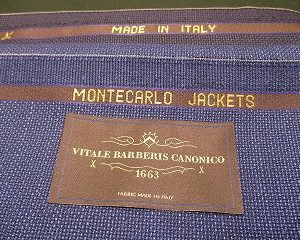 MADE IN ITALY
MONTECARLO JACKETS
VITALE BARBERIS CANONICO
1663
FABRIC MADE IN ITALY